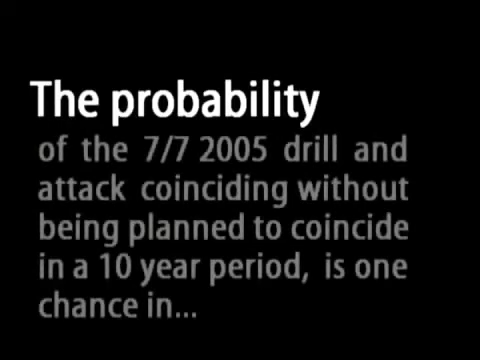 The probability
of the 7/7 2005 drill and
attack coinciding without
being planned to coincide
in a 10 year period, is one
chance in...